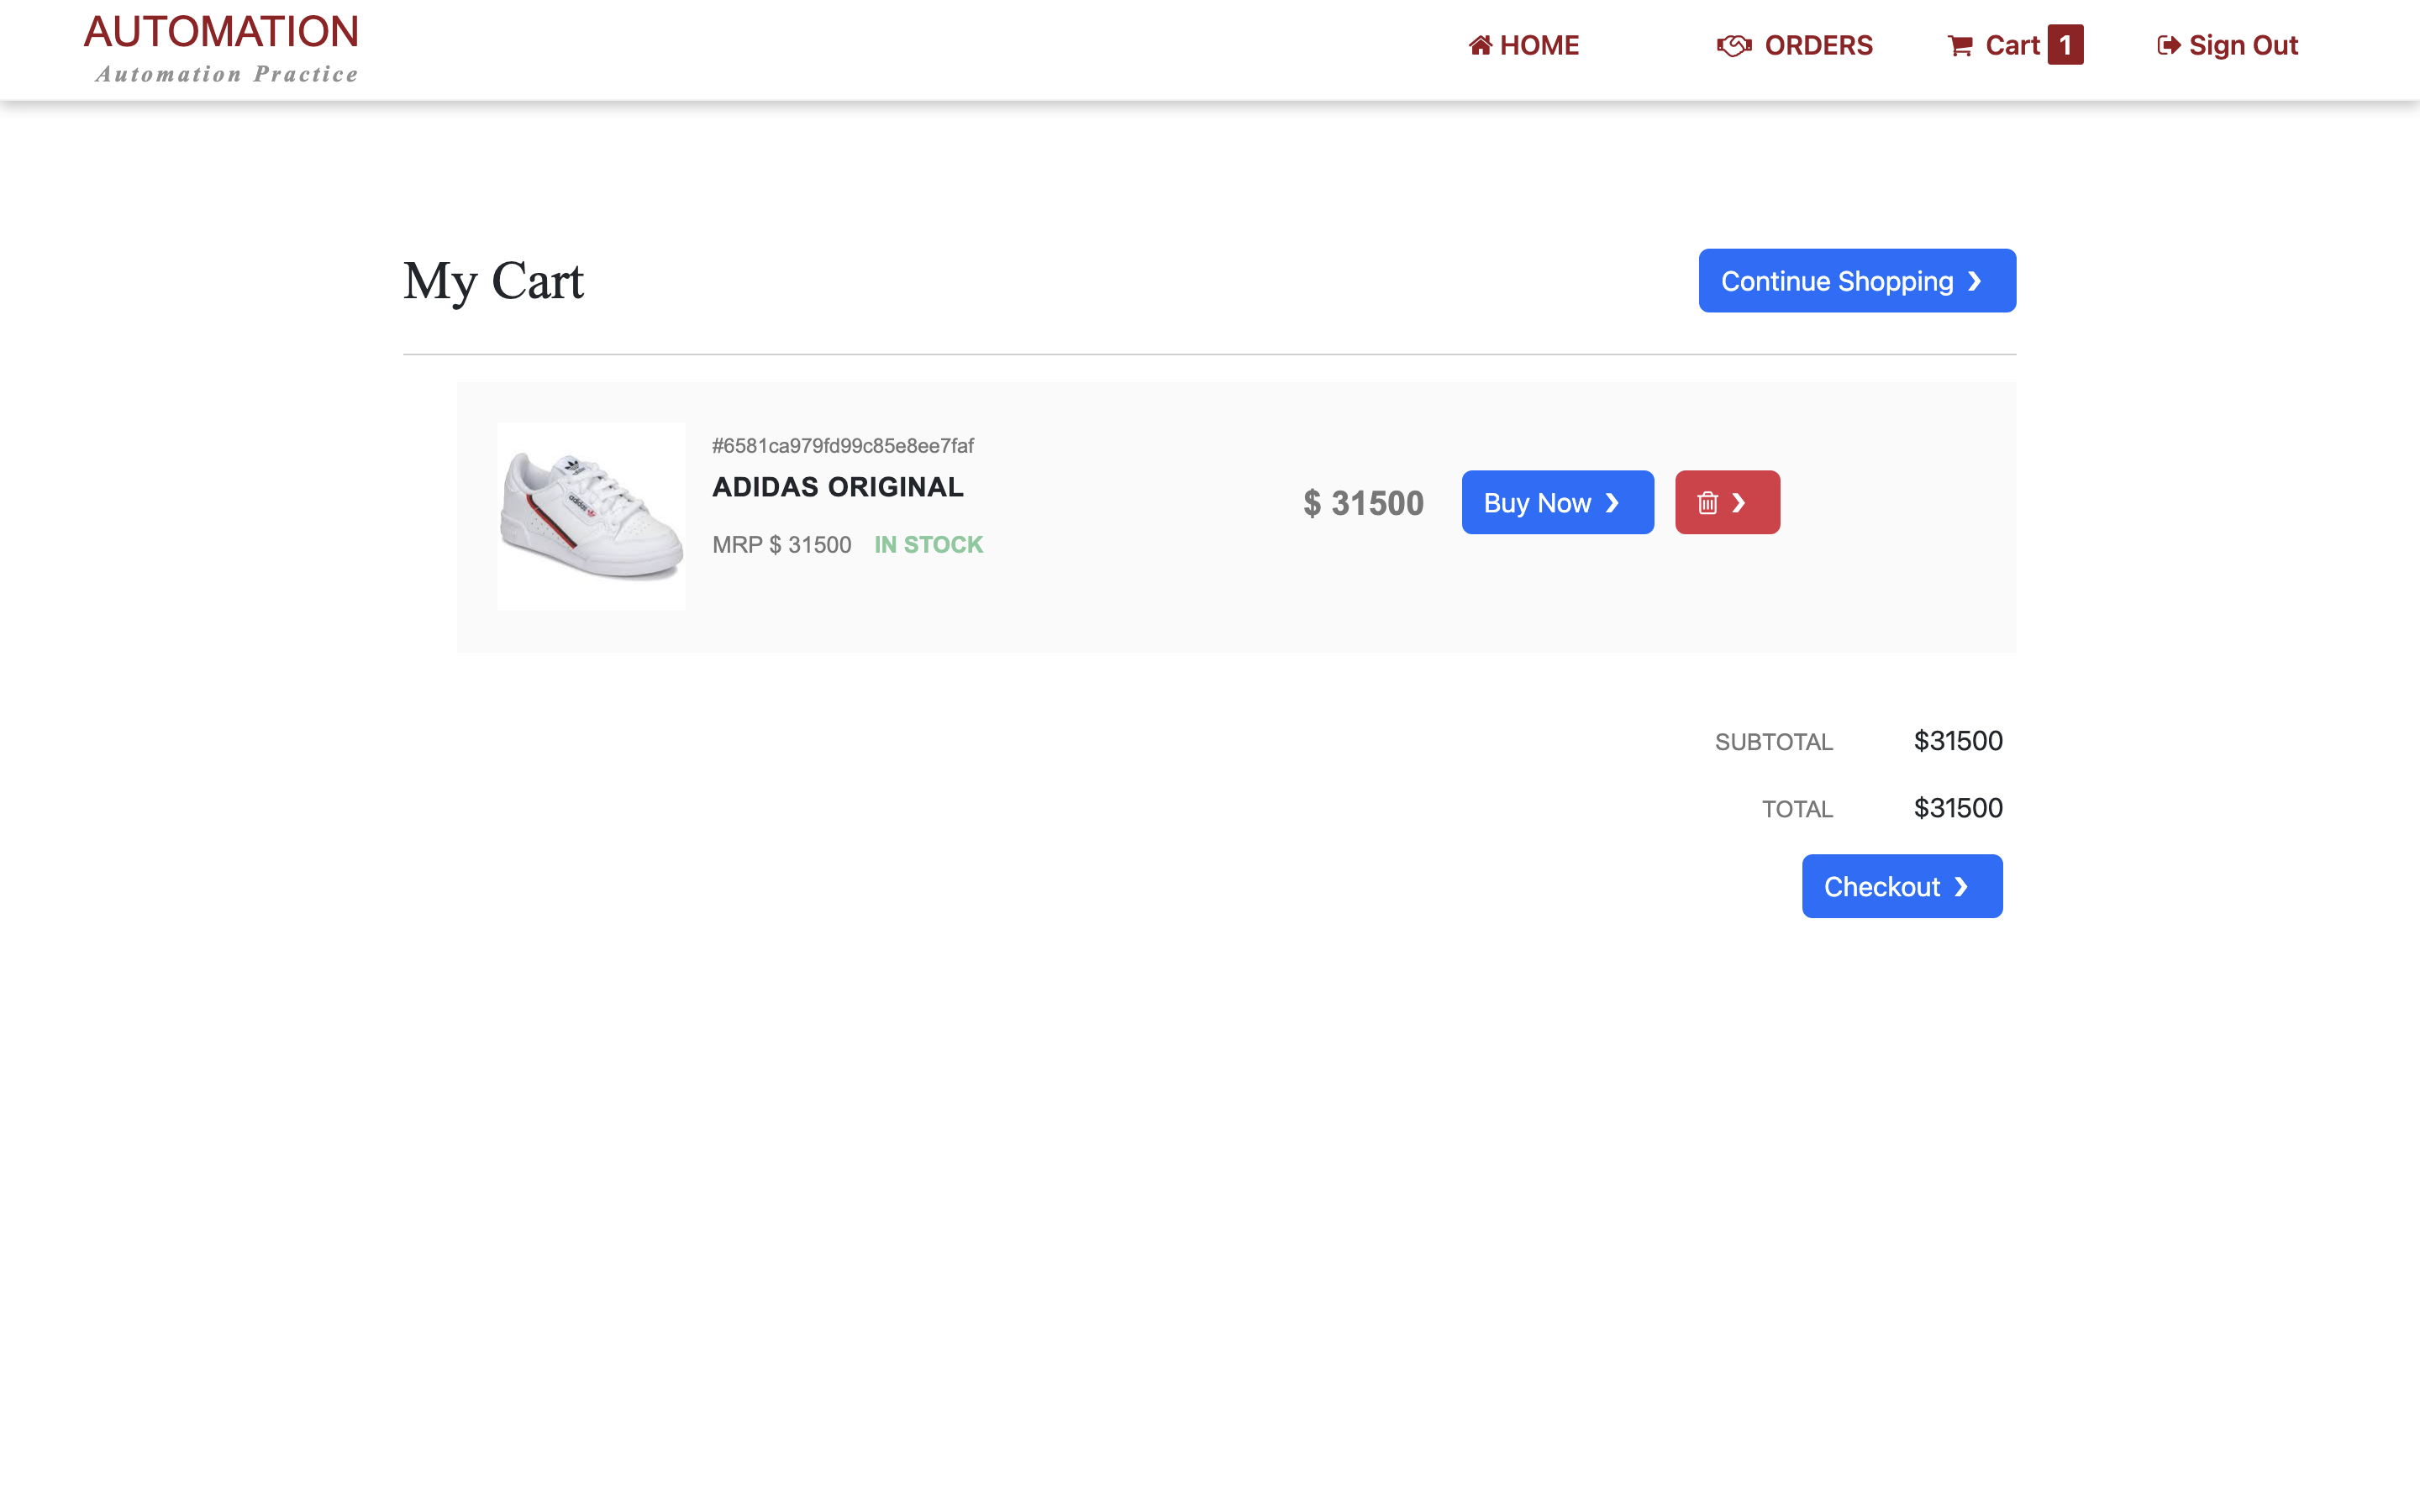 AUTOMATION
Automation Practice
HOME
ORDERS
Cart 1
Sign Out
My Cart
Continue Shopping ❯
#6581ca979fd99c85e8ee7faf
ADIDAS ORIGINAL
MRP $ 31500 IN STOCK
$ 31500
Buy Now ❯
❯
adidas
SUBTOTAL $31500
TOTAL $31500
Checkout ❯